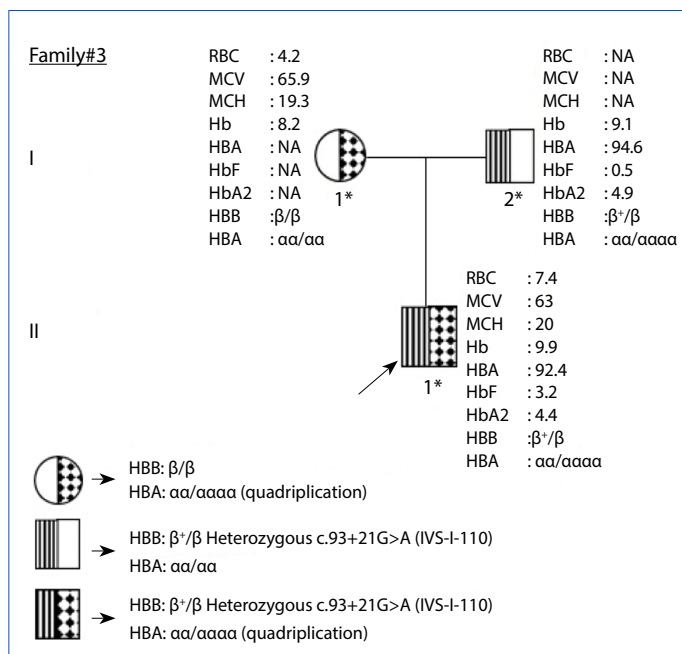 Family#3
RBC : 4.2
MCV : 65.9
MCH : 19.3
Hb : 8.2
HBA : NA
HbF : NA
HbA2 : NA
HBB :β/β
HBA : αα/αα
1*
RBC : NA
MCV : NA
MCH : NA
Hb : 9.1
HBA : 94.6
HbF : 0.5
HbA2 : 4.9
HBB :β⁺/β
HBA : αα/αααα
2*
I
II
1*
RBC : 7.4
MCV : 63
MCH : 20
Hb : 9.9
HBA : 92.4
HbF : 3.2
HbA2 : 4.4
HBB :β⁺/β
HBA : αα/αααα
HBB: β/β
HBA: αα/αααα (quadriplication)
HBB: β⁺/β Heterozygous c.93+21G>A (IVS-I-110)
HBA: αα/αα
HBB: β⁺/β Heterozygous c.93+21G>A (IVS-I-110)
HBA: αα/αααα (quadriplication)